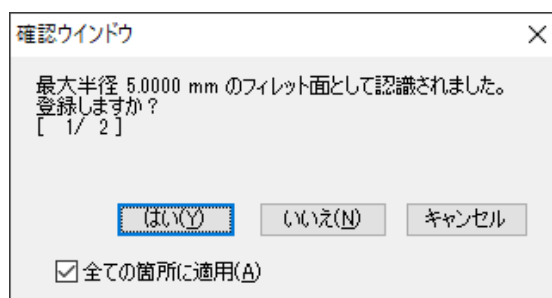 確認ウインドウ
最大半径 5.0000 mm のフィレット面として認識されました。
登録しますか？
[ 1/ 2 ]
はい(Y) いいえ(N) キャンセル
全ての箇所に適用(A)